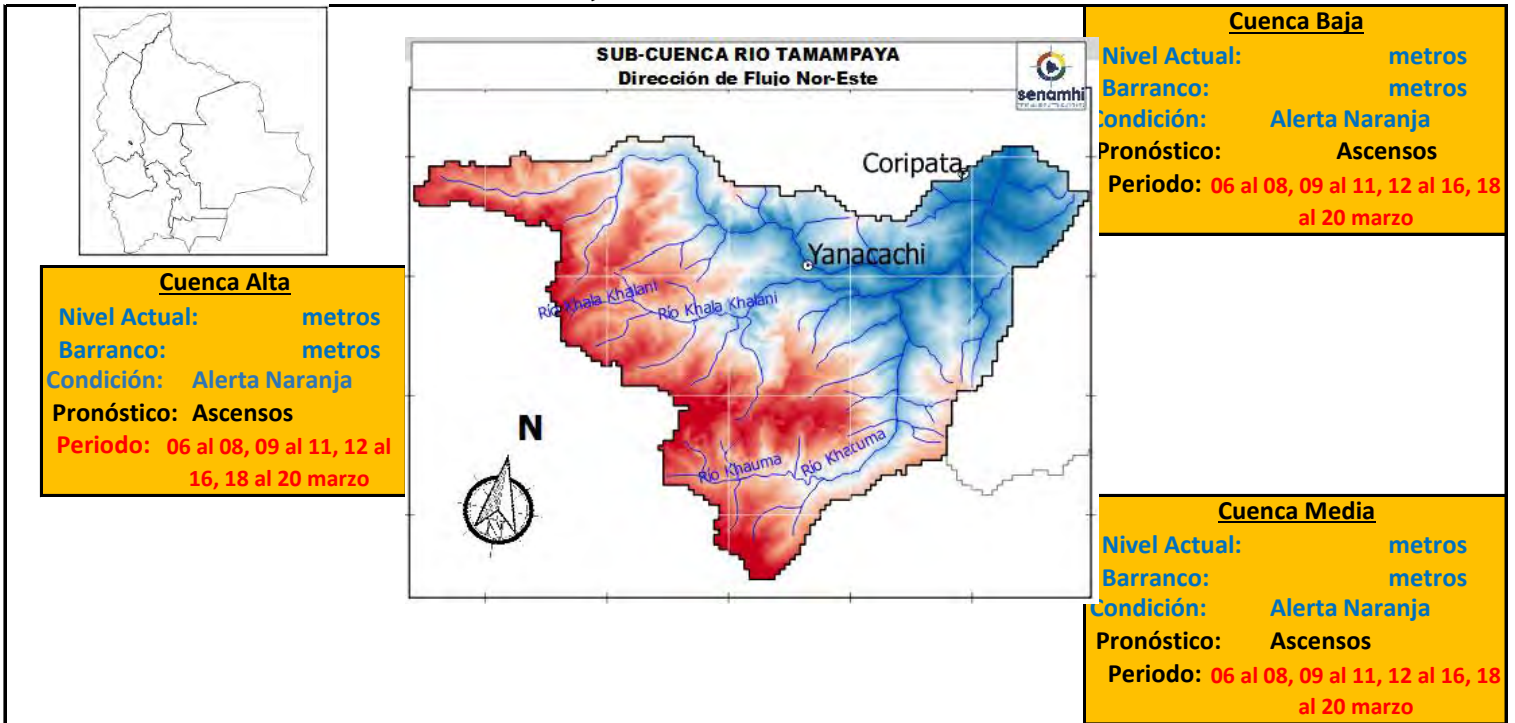 SUB-CUENCA RIO TAMAMPAYA
Dirección de Flujo Nor-Este
senamhi
Coripata
Yanacachi
Río Khala Khalani
Río Khala Khalani
Río Khauma
Río Khacuma
N
Cuenca Alta
Nivel Actual: metros
Barranco: metros
Condición: Alerta Naranja
Pronóstico: Ascensos
Periodo: 06 al 08, 09 al 11, 12 al
16, 18 al 20 marzo
Cuenca Baja
Nivel Actual: metros
Barranco: metros
Condición: Alerta Naranja
Pronóstico: Ascensos
Periodo: 06 al 08, 09 al 11, 12 al 16, 18
al 20 marzo
Cuenca Media
Nivel Actual: metros
Barranco: metros
Condición: Alerta Naranja
Pronóstico: Ascensos
Periodo: 06 al 08, 09 al 11, 12 al 16, 18
al 20 marzo